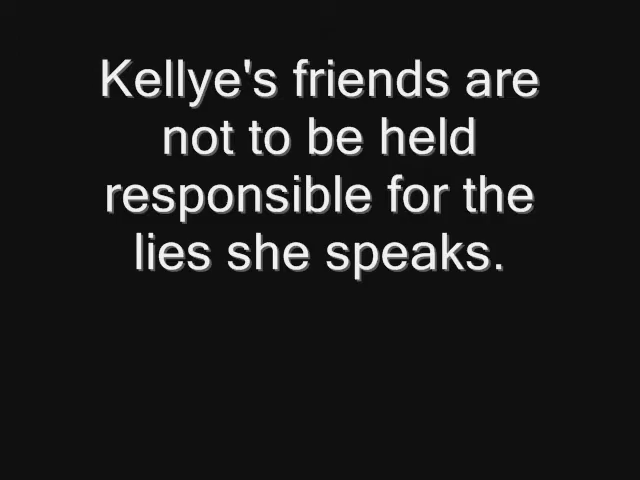 Kellye's friends are
not to be held
responsible for the
lies she speaks.